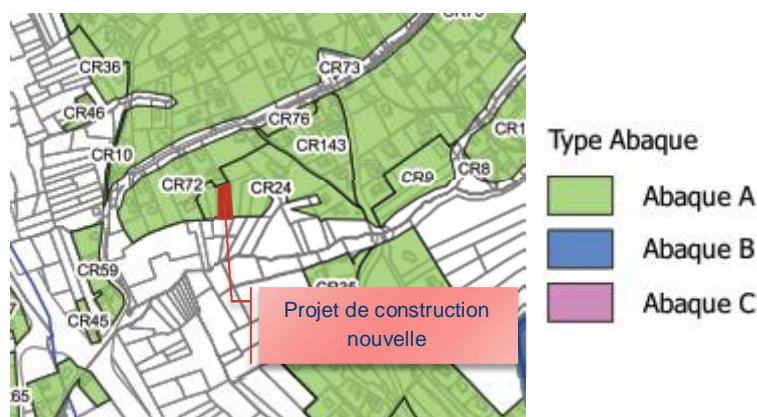 CR36
CR73
CR46
CR76
CR143
CR10
CR72
CR24
CR9
CR8
CR59
CR45
Projet de construction
nouvelle
Type Abaque
Abaque A
Abaque B
Abaque C